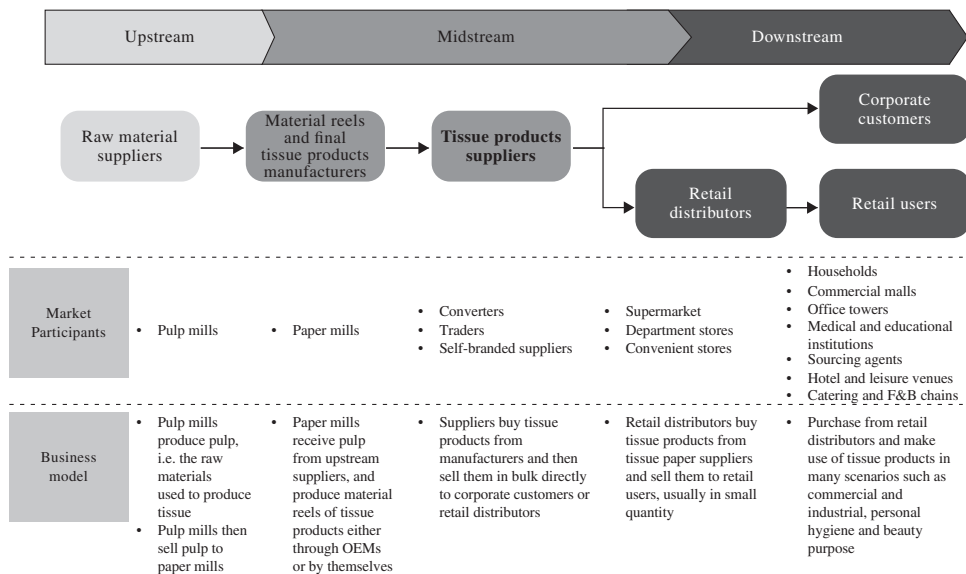 Upstream
Midstream
Downstream
Raw material
suppliers
Material reels
and final
tissue products
manufacturers
Tissue products
suppliers
Corporate
customers
Retail
distributors
Retail users
Market
Participants
• Pulp mills
• Paper mills
• Converters
• Traders
• Self-branded suppliers
• Supermarket
• Department stores
• Convenient stores
• Households
• Commercial malls
• Office towers
• Medical and educational
institutions
• Sourcing agents
• Hotel and leisure venues
• Catering and F&B chains
Business
model
• Pulp mills
produce pulp,
i.e. the raw
materials
used to produce
tissue
• Pulp mills then
sell pulp to
paper mills
• Paper mills
receive pulp
from upstream
suppliers, and
produce material
reels of tissue
products either
through OEMs
or by themselves
• Suppliers buy tissue
products from
manufacturers and then
sell them in bulk directly
to corporate customers or
retail distributors
• Retail distributors buy
tissue products from
tissue paper suppliers
and sell them to retail
users, usually in small
quantity
• Purchase from retail
distributors and make
use of tissue products in
many scenarios such as
commercial and
industrial, personal
hygiene and beauty
purpose